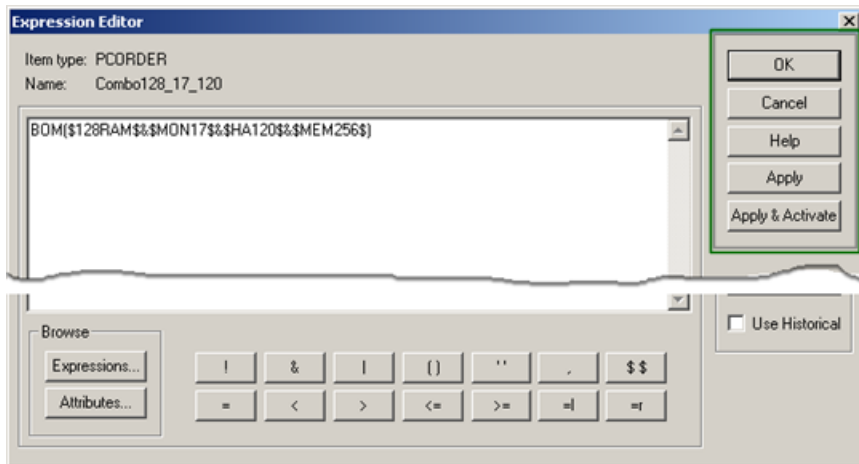 Expression Editor
Item type: PCORDER
Name: Combo128_17_120
BOM($128RAM$&$MON17$&$HA120$&$MEM256$)
OK
Cancel
Help
Apply
Apply & Activate
Use Historical
Browse
Expressions...
Attributes...
! & | () '' , $$
= < > <= >= =l =r